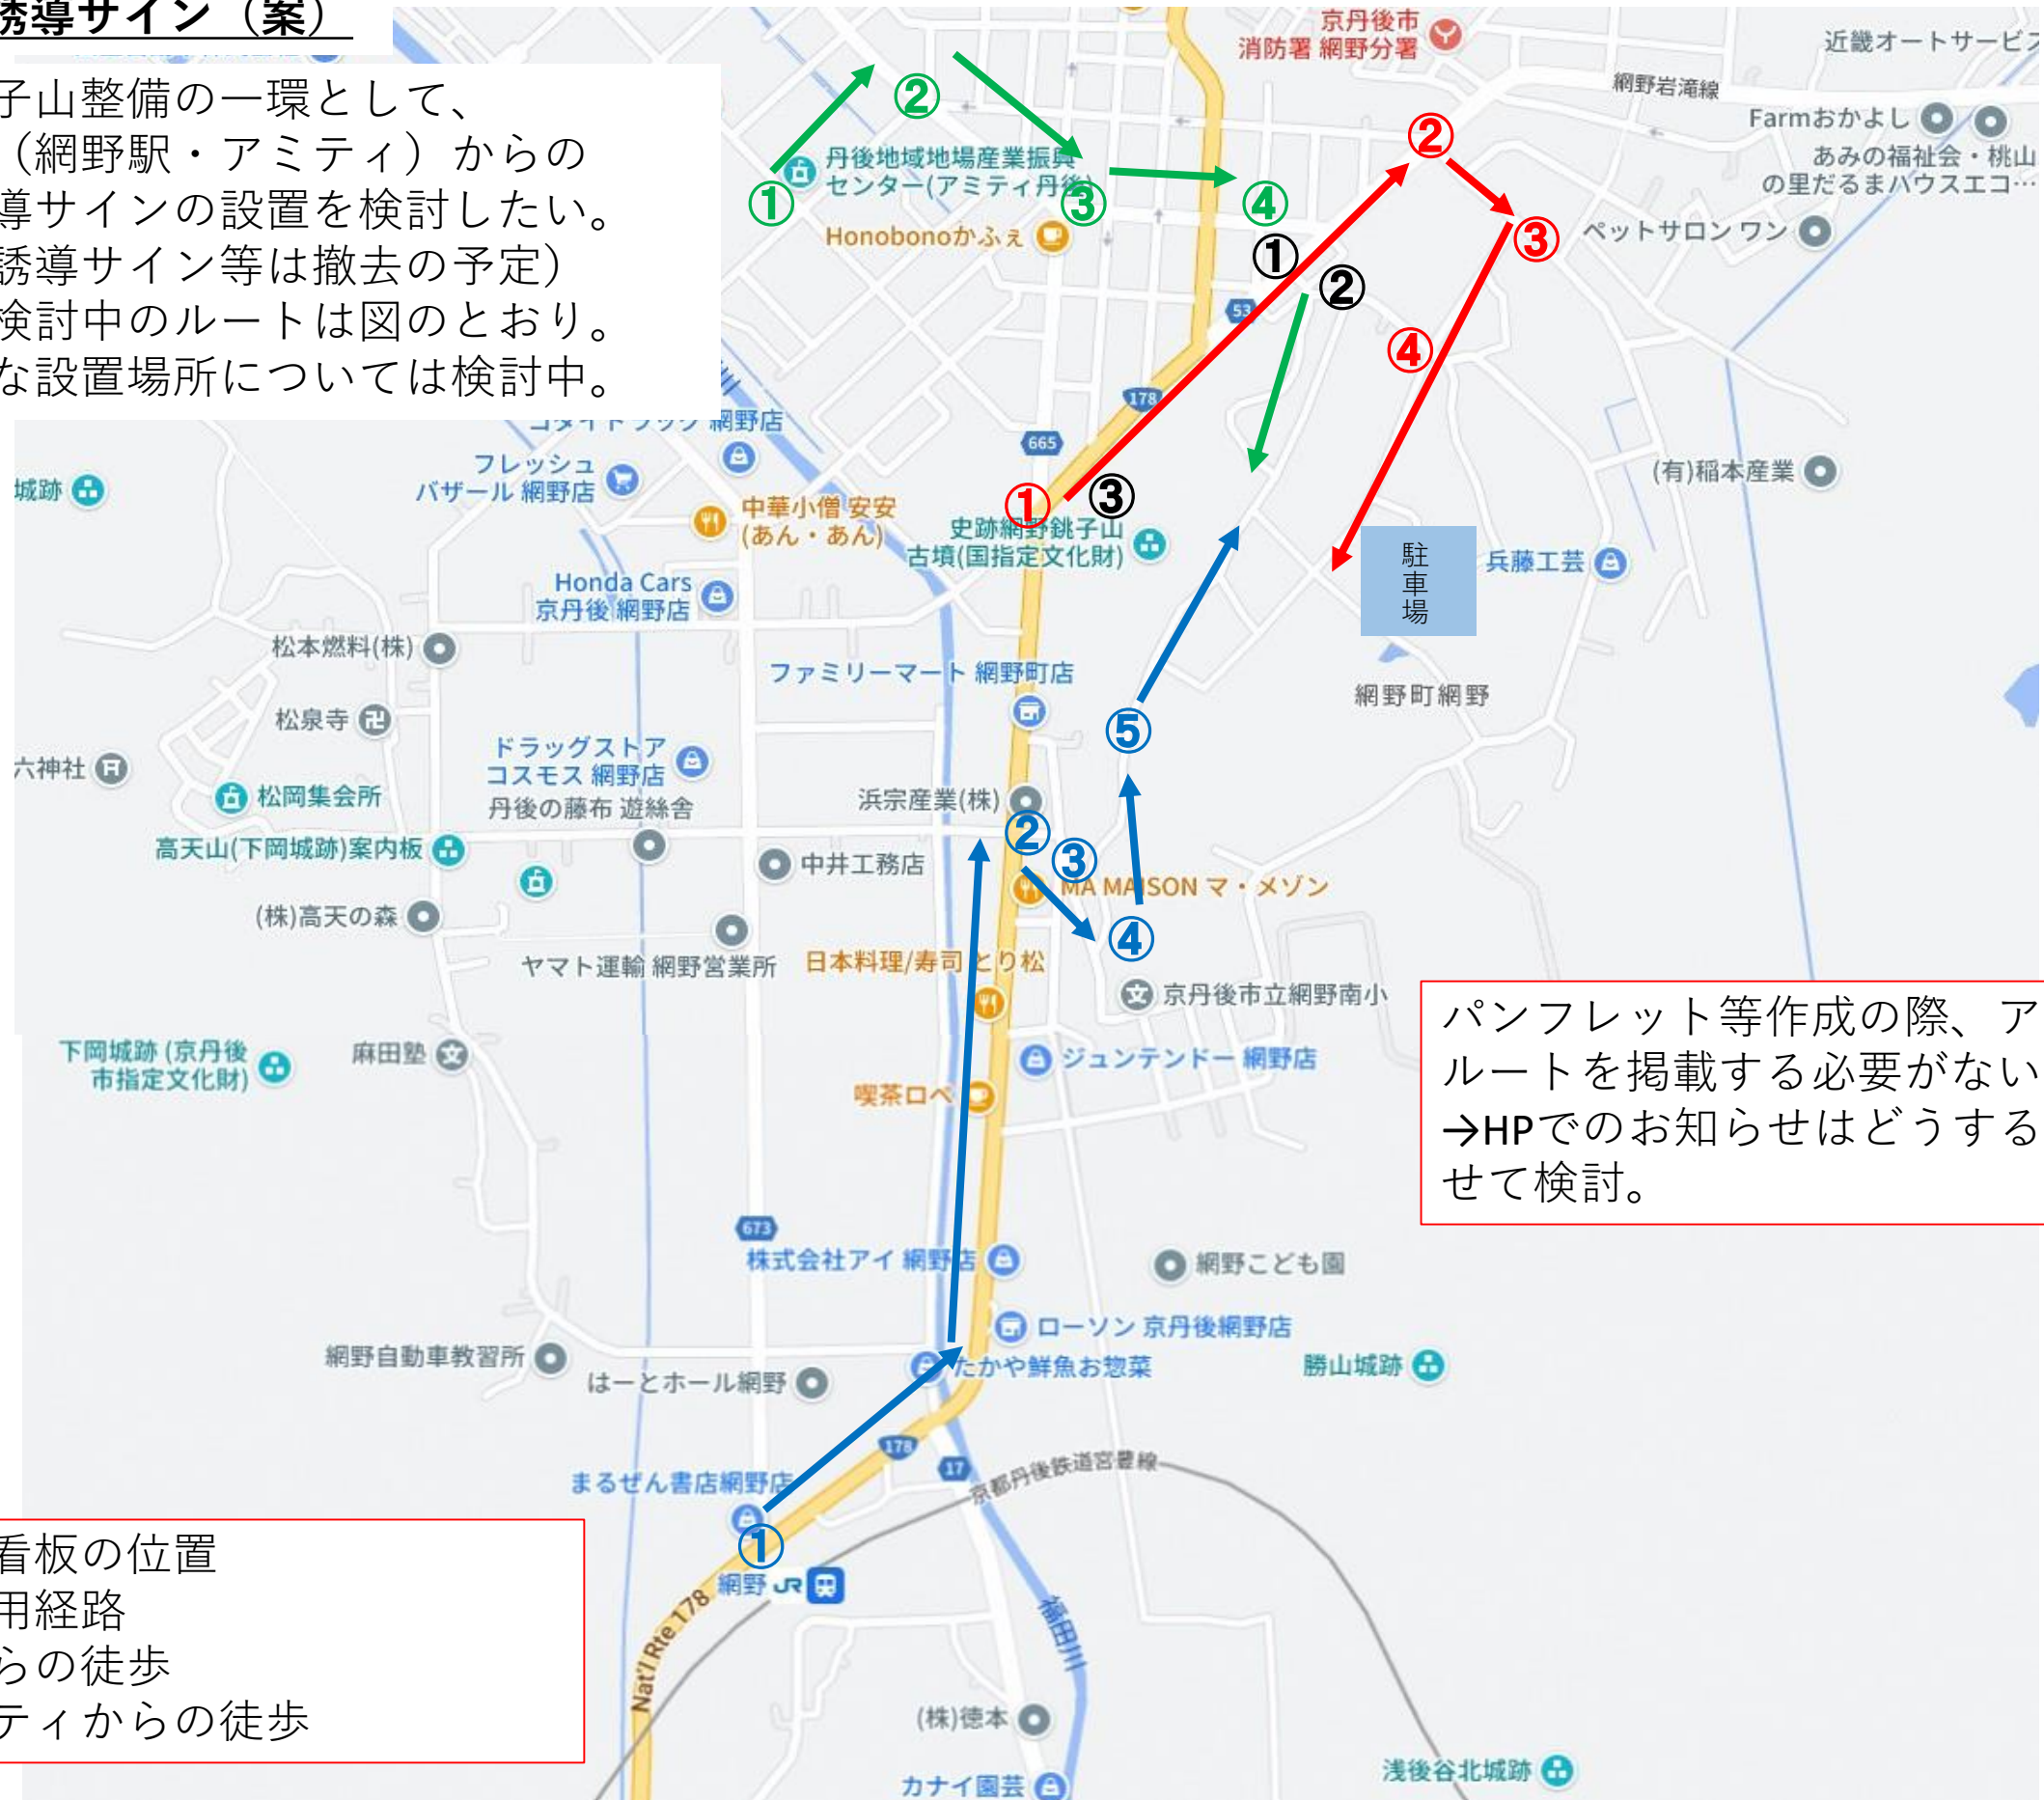 誘導サイン（案）
子山整備の一環として、
（網野駅・アミティ）からの
導サインの設置を検討したい。
誘導サイン等は撤去の予定）
検討中のルートは図のとおり。
な設置場所については検討中。
京丹後市
消防署 網野分署
近畿オートサービス
網野岩滝線
Farmおかよし
あみの福祉会・桃山
の里だるまハウスエコ…
ペットサロン ワン
②
①
丹後地域地場産業振興
センター(アミティ丹後)
③
④
Honobonoかふぇ
①
②
②
③
④
53
178
665
コダイドラッグ 網野店
フレッシュ
バザール 網野店
城跡
中華小僧 安安
(あん・あん)
①
③
史跡網野銚子山
古墳(国指定文化財)
(有)稲本産業
駐車場
兵藤工芸
Honda Cars
京丹後 網野店
松本燃料(株)
ファミリーマート 網野町店
網野町網野
松泉寺
⑤
ドラッグストア
コスモス 網野店
六神社
松岡集会所
丹後の藤布 遊絲舎
浜宗産業(株)
②
③
高天山(下岡城跡)案内板
中井工務店
MA MAISON マ・メゾン
(株)高天の森
④
ヤマト運輸 網野営業所
日本料理/寿司 とり松
京丹後市立網野南小
下岡城跡 (京丹後
市指定文化財)
麻田塾
ジュンテンドー 網野店
喫茶ロペ
パンフレット等作成の際、ア
ルートを掲載する必要がない
→HPでのお知らせはどうする
せて検討。
673
株式会社アイ 網野店
網野こども園
ローソン 京丹後網野店
網野自動車教習所
はーとホール網野
たかや鮮魚お惣菜
勝山城跡
178
17
京都丹後鉄道宮豊線
まるぜん書店網野店
①
網野 JR
看板の位置
用経路
らの徒歩
ティからの徒歩
Nat'l Rte 178
福田川
(株)徳本
カナイ園芸
浅後谷北城跡